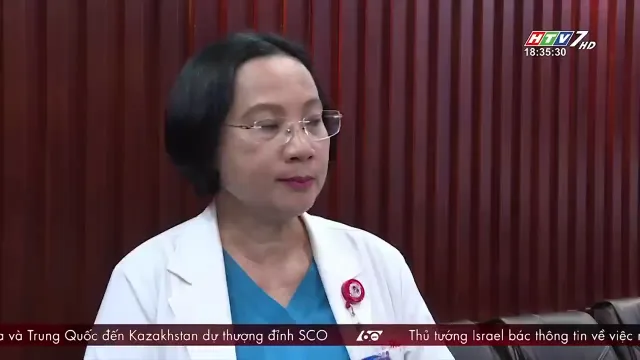 HTV7 HD
18:35:30
a và Trung Quốc đến Kazakhstan dự thượng đỉnh SCO 60 Thủ tướng Israel bác thông tin về việc